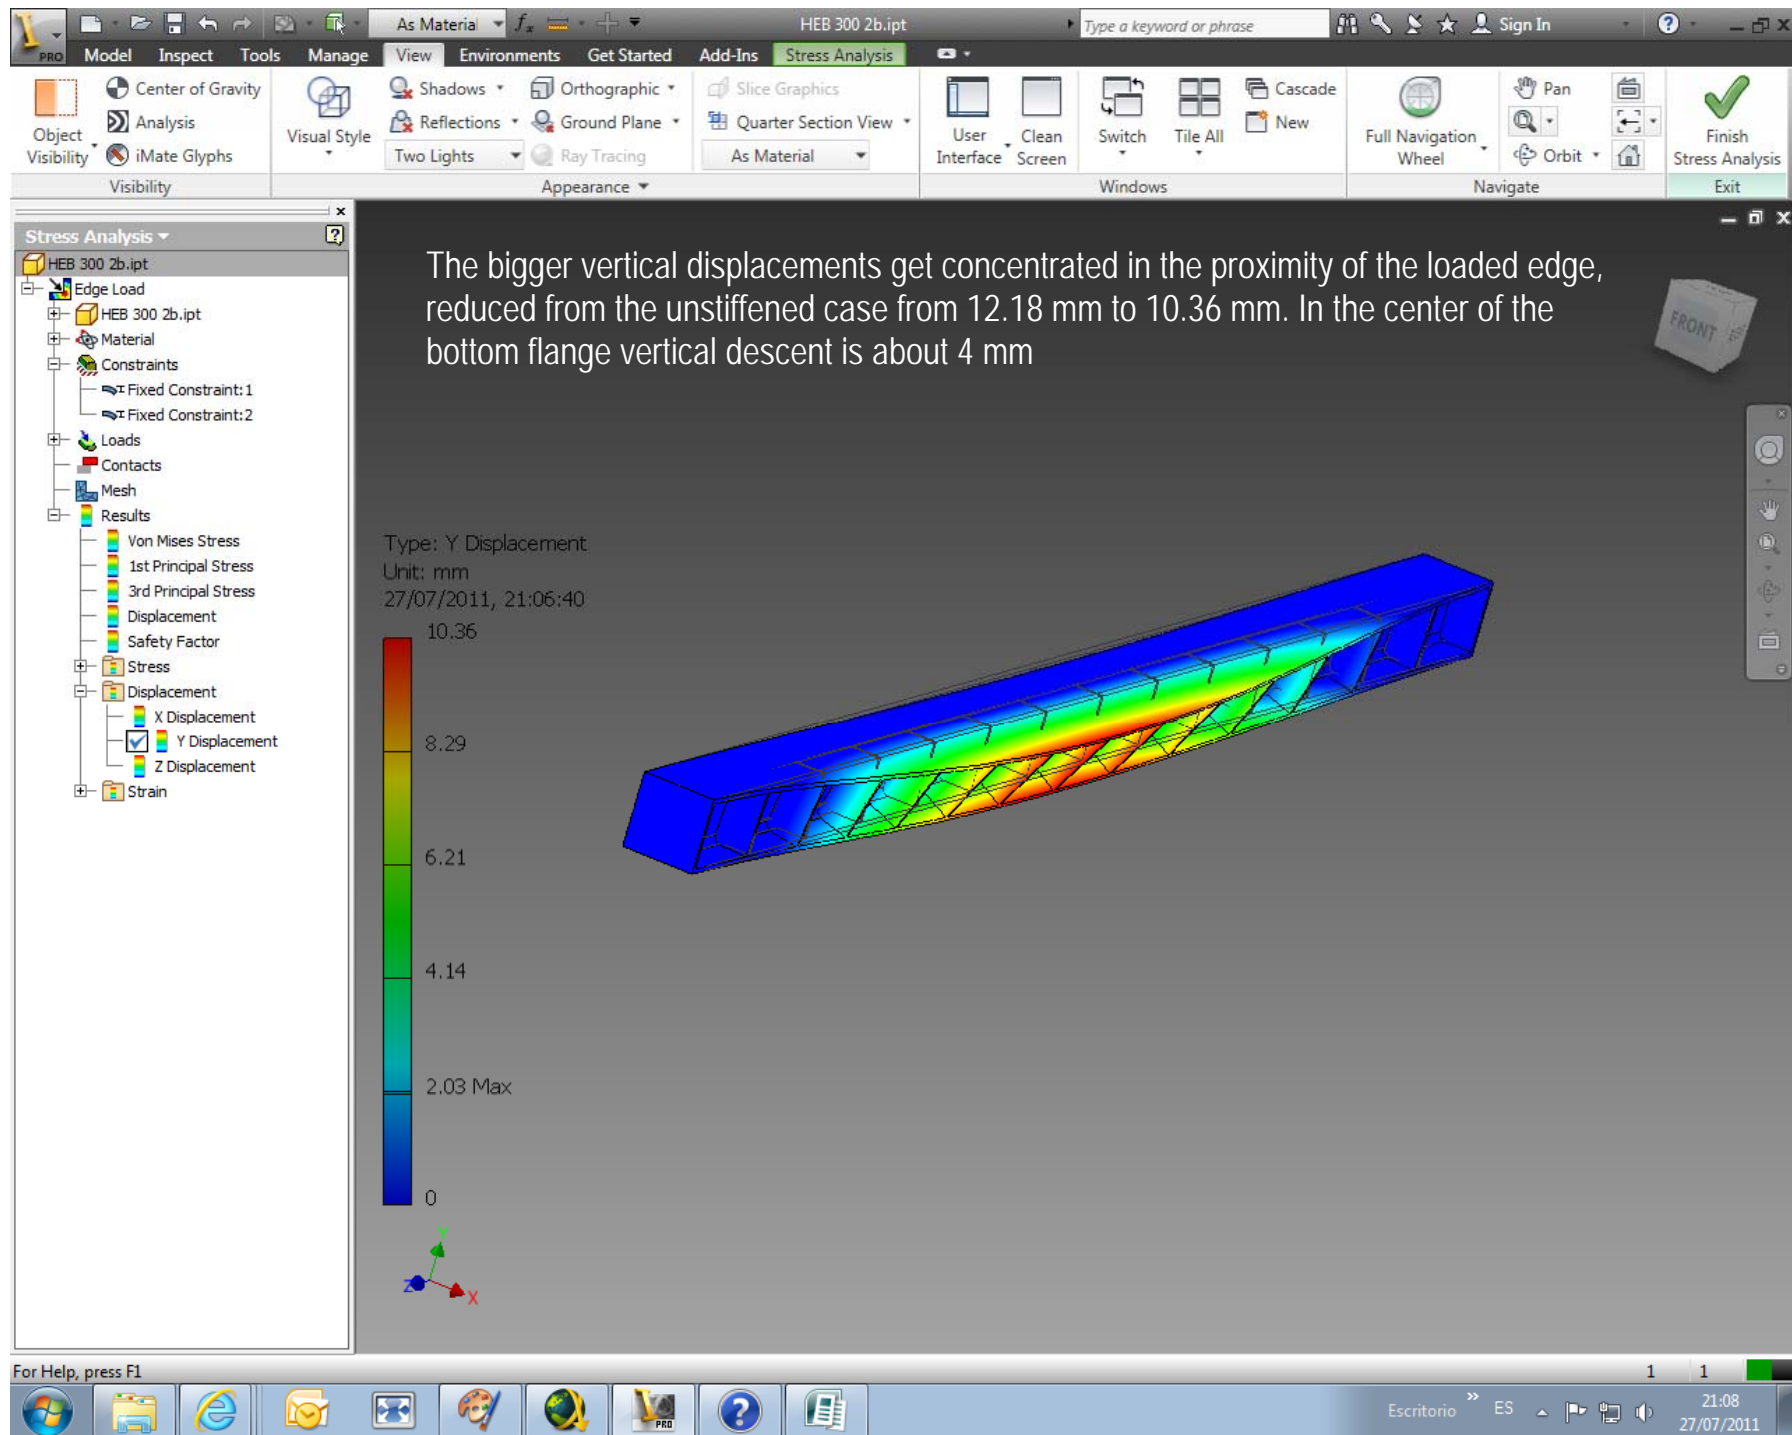 As Material
fx
HEB 300 2b.ipt
Type a keyword or phrase
Sign In
PRO
Model Inspect Tools Manage View Environments Get Started Add-Ins Stress Analysis
Object Visibility
Center of Gravity
Analysis
iMate Glyphs
Visibility
Visual Style
Shadows
Reflections
Two Lights
Orthographic
Ground Plane
Ray Tracing
Slice Graphics
Quarter Section View
As Material
Appearance
User Interface
Clean Screen
Switch
Tile All
Cascade
New
Windows
Full Navigation Wheel
Pan
Orbit
Navigate
Finish Stress Analysis
Exit
Stress Analysis
HEB 300 2b.ipt
Edge Load
HEB 300 2b.ipt
Material
Constraints
Fixed Constraint:1
Fixed Constraint:2
Loads
Contacts
Mesh
Results
Von Mises Stress
1st Principal Stress
3rd Principal Stress
Displacement
Safety Factor
Stress
Displacement
X Displacement
Y Displacement
Z Displacement
Strain
The bigger vertical displacements get concentrated in the proximity of the loaded edge,
reduced from the unstiffened case from 12.18 mm to 10.36 mm. In the center of the
bottom flange vertical descent is about 4 mm
FRONT
Type: Y Displacement
Unit: mm
27/07/2011, 21:06:40
10.36
8.29
6.21
4.14
2.03 Max
0
Y
Z
X
For Help, press F1
1 1
PRO
Escritorio
»
ES
21:08
27/07/2011